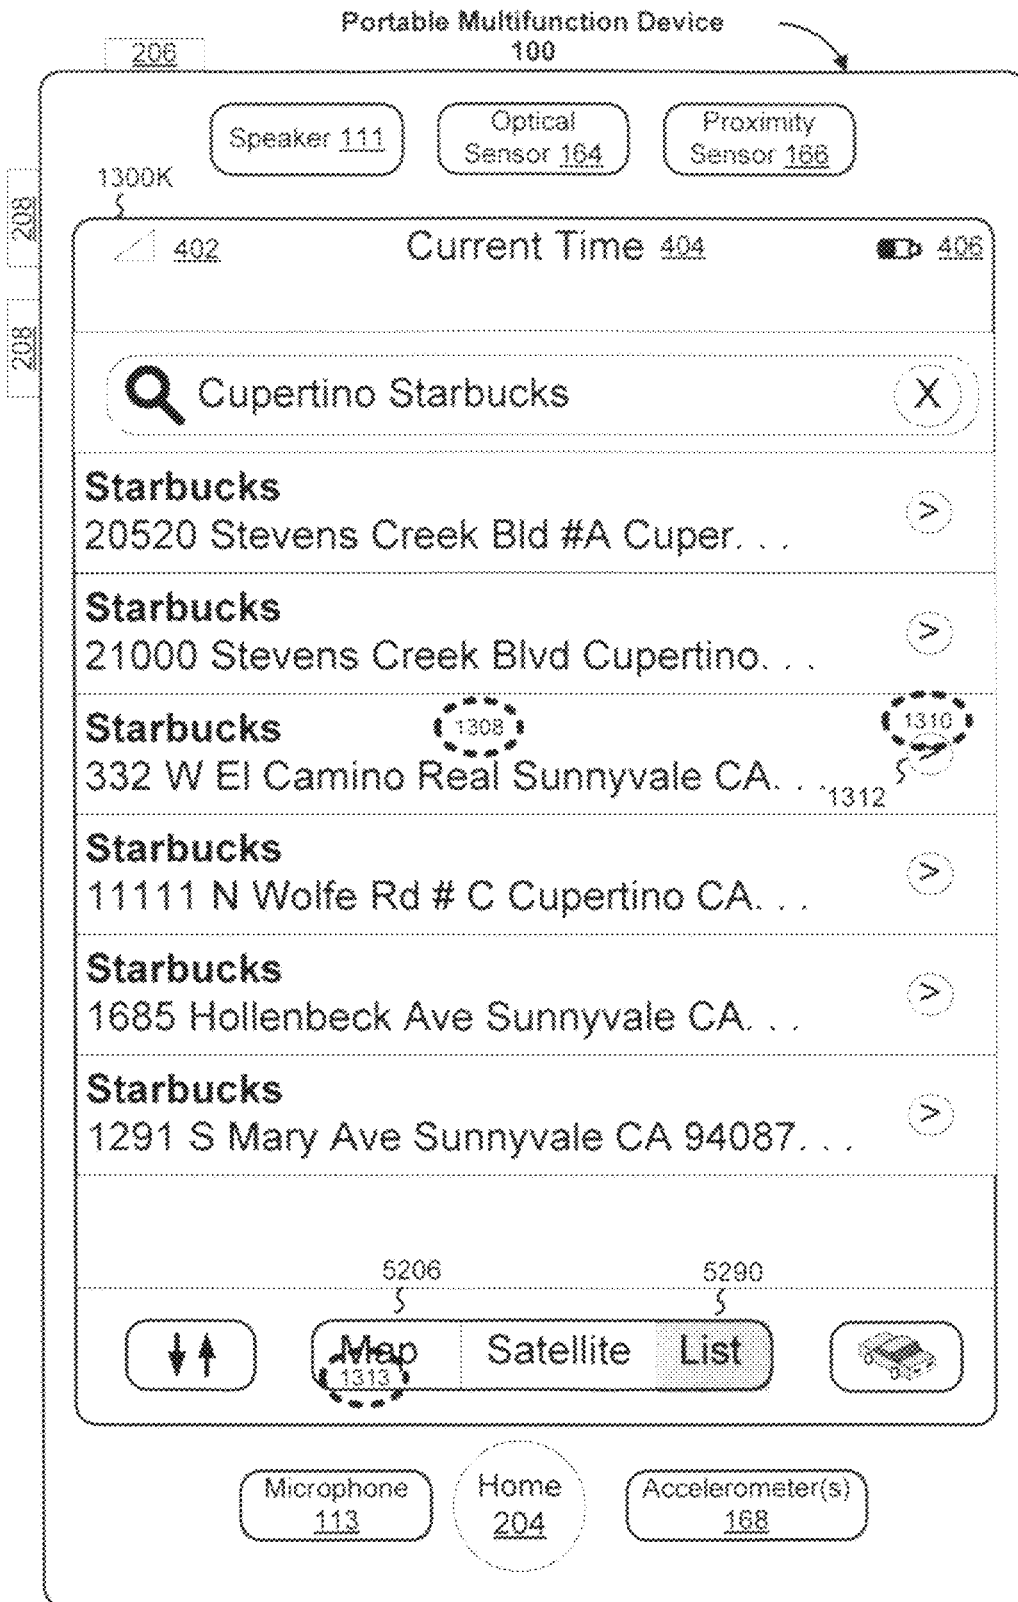 Portable Multifunction Device
100
206
Speaker 111
Optical
Sensor 164
Proximity
Sensor 166
1300K
208
208
402
Current Time 404
406
Cupertino Starbucks
X
Starbucks
20520 Stevens Creek Bld #A Cuper. . .
>
Starbucks
21000 Stevens Creek Blvd Cupertino. . .
>
Starbucks
1308
1310
332 W El Camino Real Sunnyvale CA. . .
>
1312
Starbucks
11111 N Wolfe Rd # C Cupertino CA. . .
>
Starbucks
1685 Hollenbeck Ave Sunnyvale CA. . .
>
Starbucks
1291 S Mary Ave Sunnyvale CA 94087. . .
>
5206
5290
Map
Satellite
List
1313
Microphone
113
Home
204
Accelerometer(s)
168